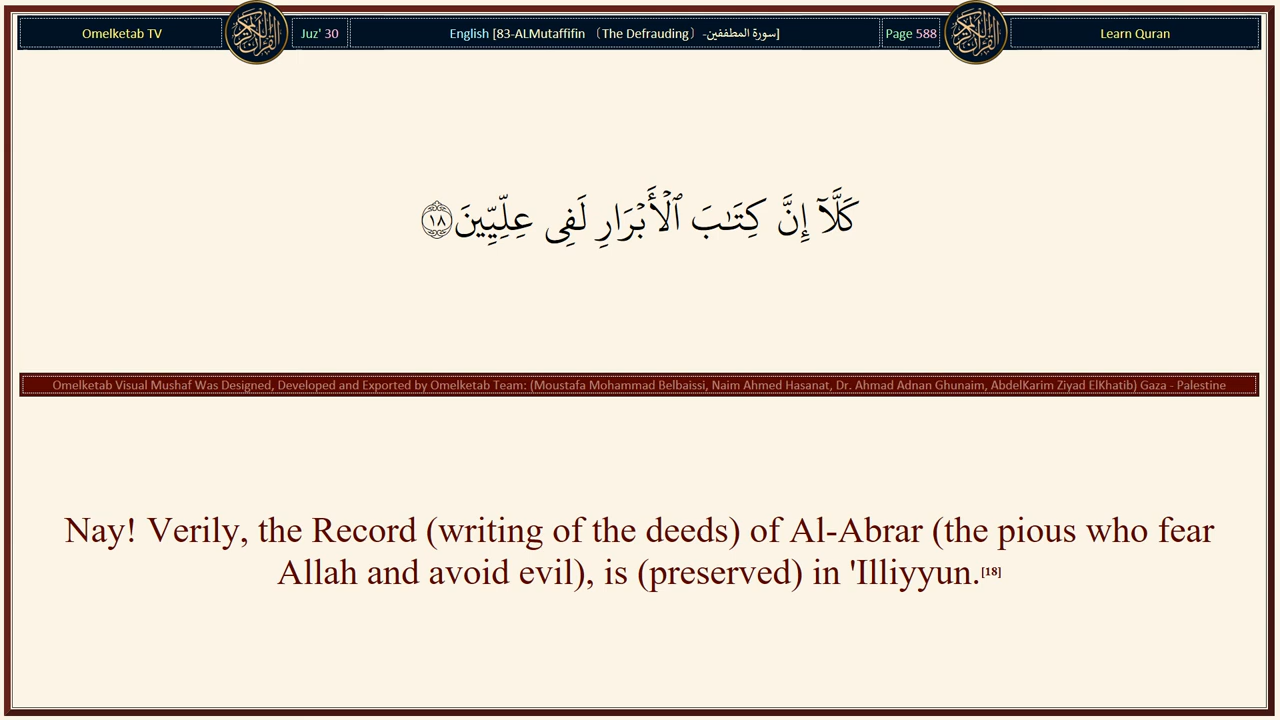 Omelketab TV
Juz' 30
English [83-ALMutaffifin 〔The Defrauding〕 -سورة المطففين]
Page 588
Learn Quran
كَلَّآ إِنَّ كِتَـٰبَ ٱلْأَبْرَارِ لَفِى عِلِّيِّينَ ١٨
Omelketab Visual Mushaf Was Designed, Developed and Exported by Omelketab Team: (Moustafa Mohammad Belbaissi, Naim Ahmed Hasanat, Dr. Ahmad Adnan Ghunaim, AbdelKarim Ziyad ElKhatib) Gaza - Palestine
Nay! Verily, the Record (writing of the deeds) of Al-Abrar (the pious who fear
Allah and avoid evil), is (preserved) in 'Illiyyun.[18]